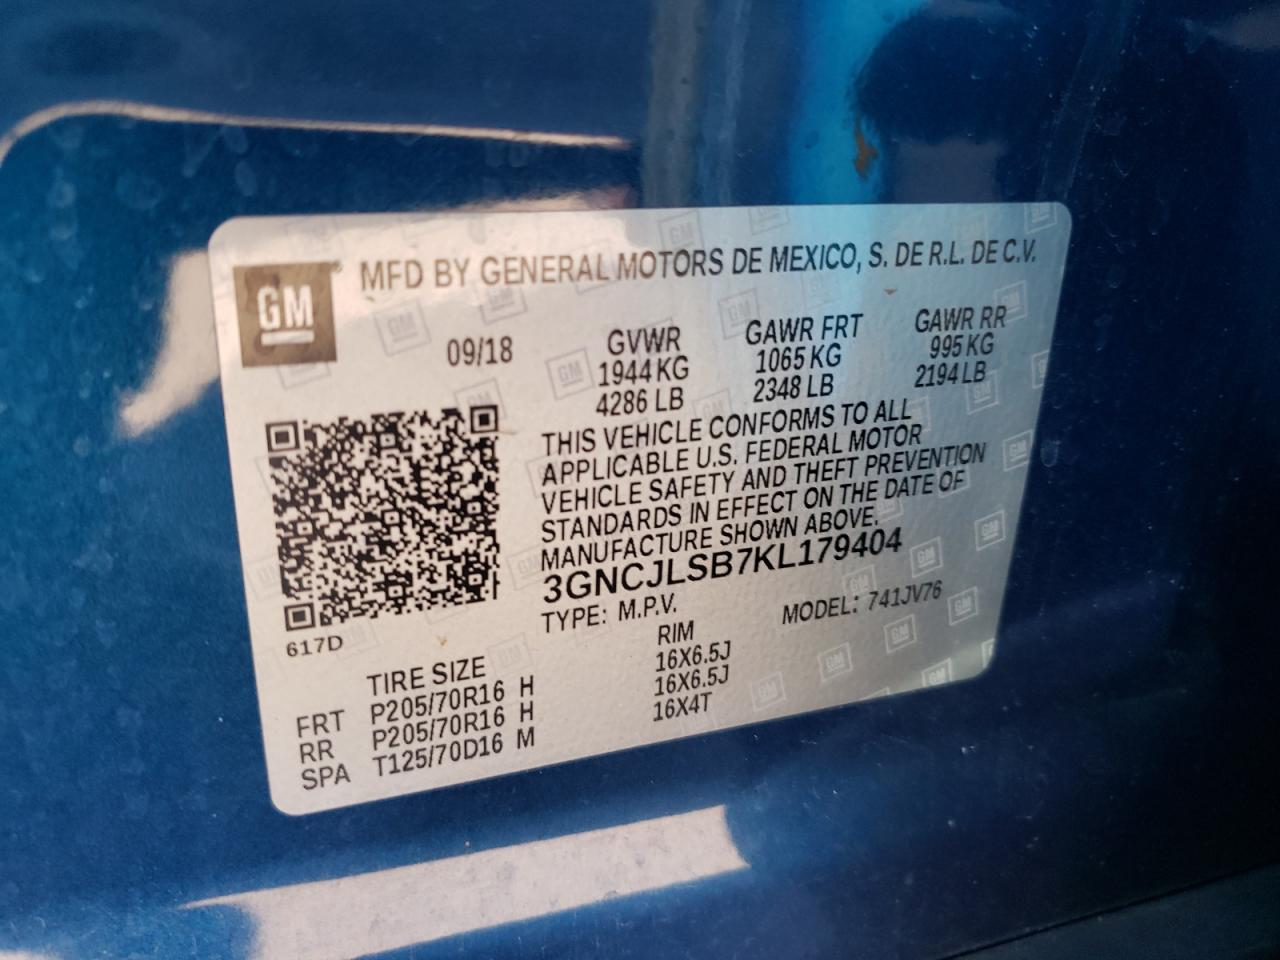 GM
MFD BY GENERAL MOTORS DE MEXICO, S. DE R.L. DE C.V.
09/18 GVWR GAWR FRT GAWR RR
1944 KG 1065 KG 995 KG
4286 LB 2348 LB 2194 LB
THIS VEHICLE CONFORMS TO ALL
APPLICABLE U.S. FEDERAL MOTOR
VEHICLE SAFETY AND THEFT PREVENTION
STANDARDS IN EFFECT ON THE DATE OF
MANUFACTURE SHOWN ABOVE.
3GNCJLSB7KL179404
TYPE: M.P.V. MODEL: 741JV76
617D
TIRE SIZE RIM
FRT P205/70R16 H 16X6.5J
RR P205/70R16 H 16X6.5J
SPA T125/70D16 M 16X4T